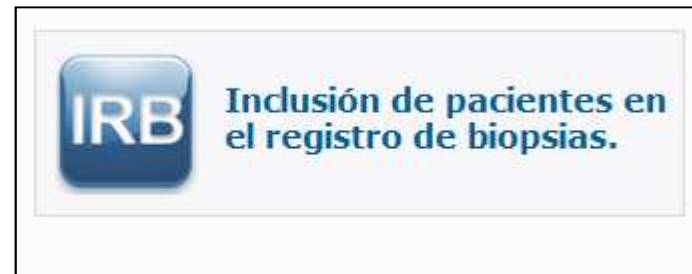 IRB
Inclusión de pacientes en
el registro de biopsias.